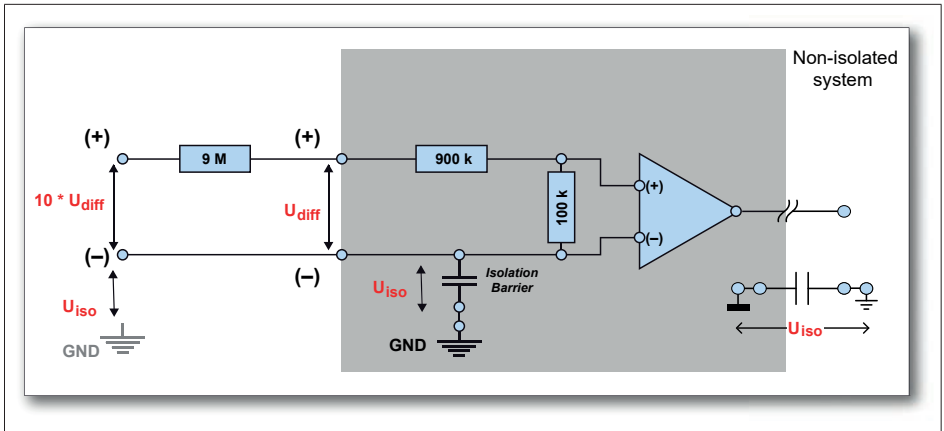 Non-isolated
system
(+)
(+)
9 M
900 k
10 * Udiff
Udiff
100 k
(+)
(–)
(–)
(–)
Uiso
Uiso
Isolation
Barrier
GND
GND
Uiso